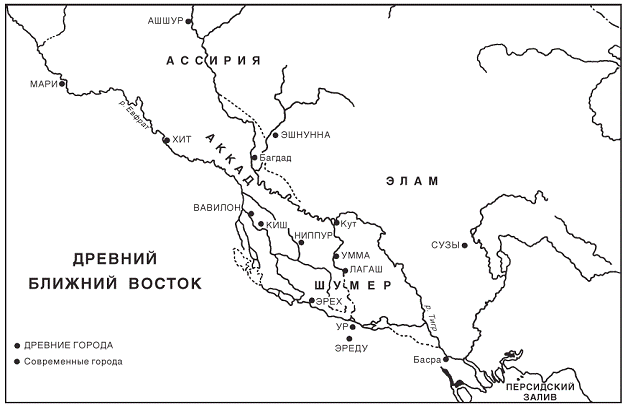 АШШУР
АССИРИЯ
МАРИ
р. Евфрат
ХИТ
АККАД
ЭШНУННА
Багдад
ЭЛАМ
ВАВИЛОН
КИШ
Кут
НИППУР
СУЗЫ
УММА
ЛАГАШ
ДРЕВНИЙ
БЛИЖНИЙ ВОСТОК
ШУМЕР
ЭРЕХ
р. Тигр
УР
ЭРЕДУ
ДРЕВНИЕ ГОРОДА
Современные города
Басра
ПЕРСИДСКИЙ
ЗАЛИВ